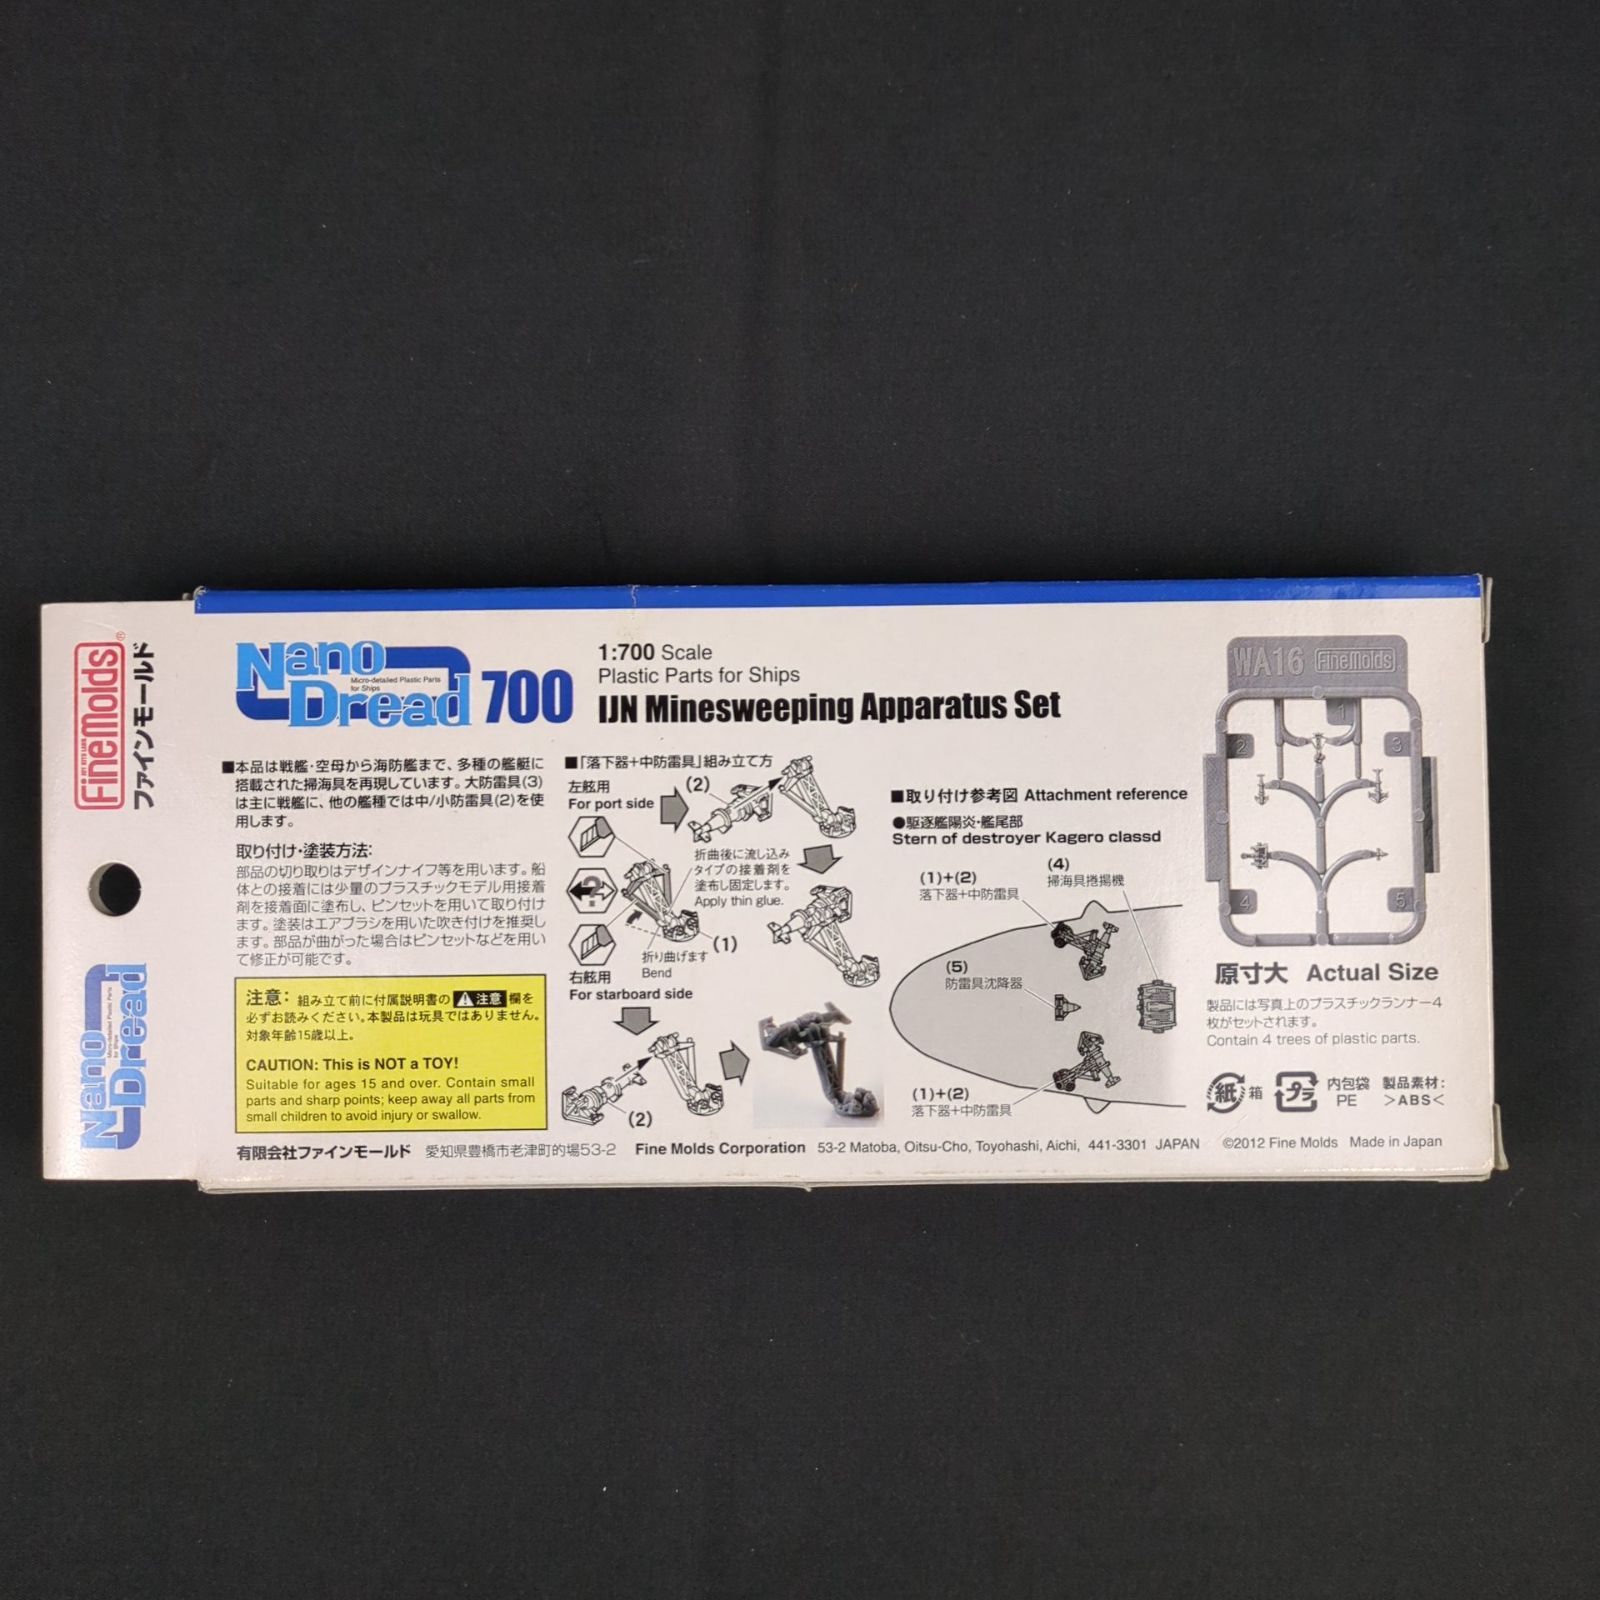 FineMolds®
ファインモールド
Nano
Dread
Micro-detailed Plastic Parts
for Ships
Nano
Dread 700
Micro-detailed Plastic Parts
for Ships
1:700 Scale
Plastic Parts for Ships
IJN Minesweeping Apparatus Set
■本品は戦艦・空母から海防艦まで、多種の艦艇に
搭載された掃海具を再現しています。大防雷具(3)
は主に戦艦に、他の艦種では中/小防雷具(2)を使
用します。
取り付け・塗装方法:
部品の切り取りはデザインナイフ等を用います。船
体との接着には少量のプラスチックモデル用接着
剤を接着面に塗布し、ピンセットを用いて取り付け
ます。塗装はエアブラシを用いた吹き付けを推奨し
ます。部品が曲がった場合はピンセットなどを用い
て修正が可能です。
注意: 組み立て前に付属説明書の⚠注意 欄を
必ずお読みください。本製品は玩具ではありません。
対象年齢15歳以上。
CAUTION: This is NOT a TOY!
Suitable for ages 15 and over. Contain small
parts and sharp points; keep away all parts from
small children to avoid injury or swallow.
■「落下器+中防雷具」組み立て方
左舷用
For port side
(2)
折曲後に流し込み
タイプの接着剤を
塗布し固定します。
Apply thin glue.
?
(1)
折り曲げます
Bend
右舷用
For starboard side
(2)
■取り付け参考図 Attachment reference
●駆逐艦陽炎・艦尾部
Stern of destroyer Kagero classd
(4)
掃海具捲揚機
(1)+(2)
落下器+中防雷具
(5)
防雷具沈降器
(1)+(2)
落下器+中防雷具
WA16 FineMolds
1
2
3
4
5
原寸大 Actual Size
製品には写真上のプラスチックランナー4
枚がセットされます。
Contain 4 trees of plastic parts.
紙 箱
プラ 内包袋
PE
製品素材:
>ABS<
有限会社ファインモールド 愛知県豊橋市老津町的場53-2 Fine Molds Corporation 53-2 Matoba, Oitsu-Cho, Toyohashi, Aichi, 441-3301 JAPAN ©2012 Fine Molds Made in Japan